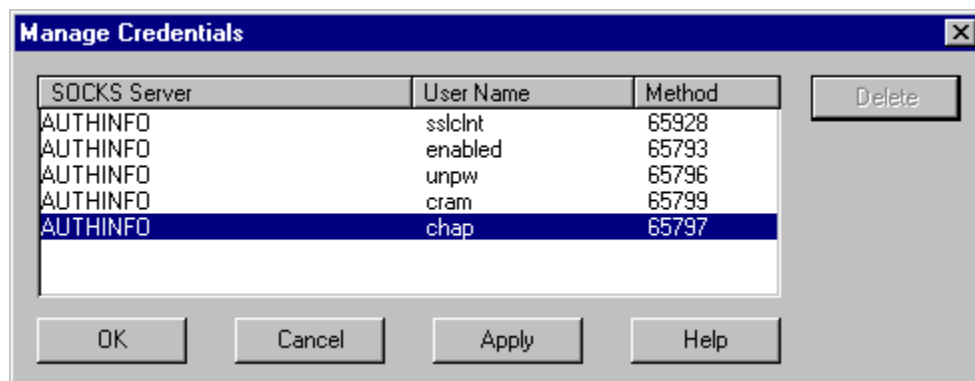 Manage Credentials
SOCKS Server User Name Method
AUTHINFO sslclnt 65928
AUTHINFO enabled 65793
AUTHINFO unpw 65796
AUTHINFO cram 65799
AUTHINFO chap 65797
Delete
OK Cancel Apply Help